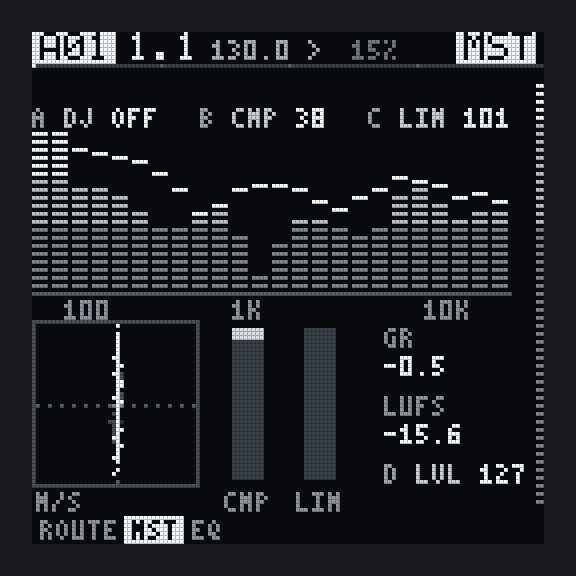 A01 1.1 130.0 > 15% MST
A DJ OFF B CMP 38 C LIM 101
100 1K 10K
GR
-0.5
LUFS
-15.6
D LVL 127
M/S CMP LIM
ROUTE MST EQ